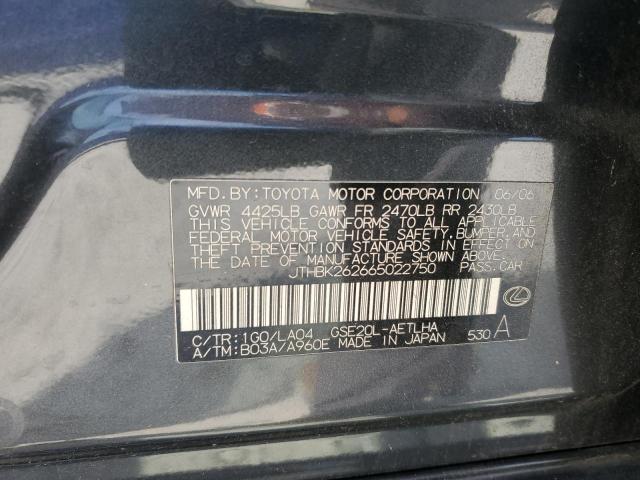 MFD. BY: TOYOTA MOTOR CORPORATION 06/06
GVWR 4425LB GAWR FR 2470LB RR 2430LB
THIS VEHICLE CONFORMS TO ALL APPLICABLE
FEDERAL MOTOR VEHICLE SAFETY, BUMPER, AND
THEFT PREVENTION STANDARDS IN EFFECT ON
THE DATE OF MANUFACTURE SHOWN ABOVE.
JTHBK262665022750 PASS. CAR
C/TR: 1G0/LA04 GSE20L-AETLHA
A/TM: B03A/A960E MADE IN JAPAN 530 A